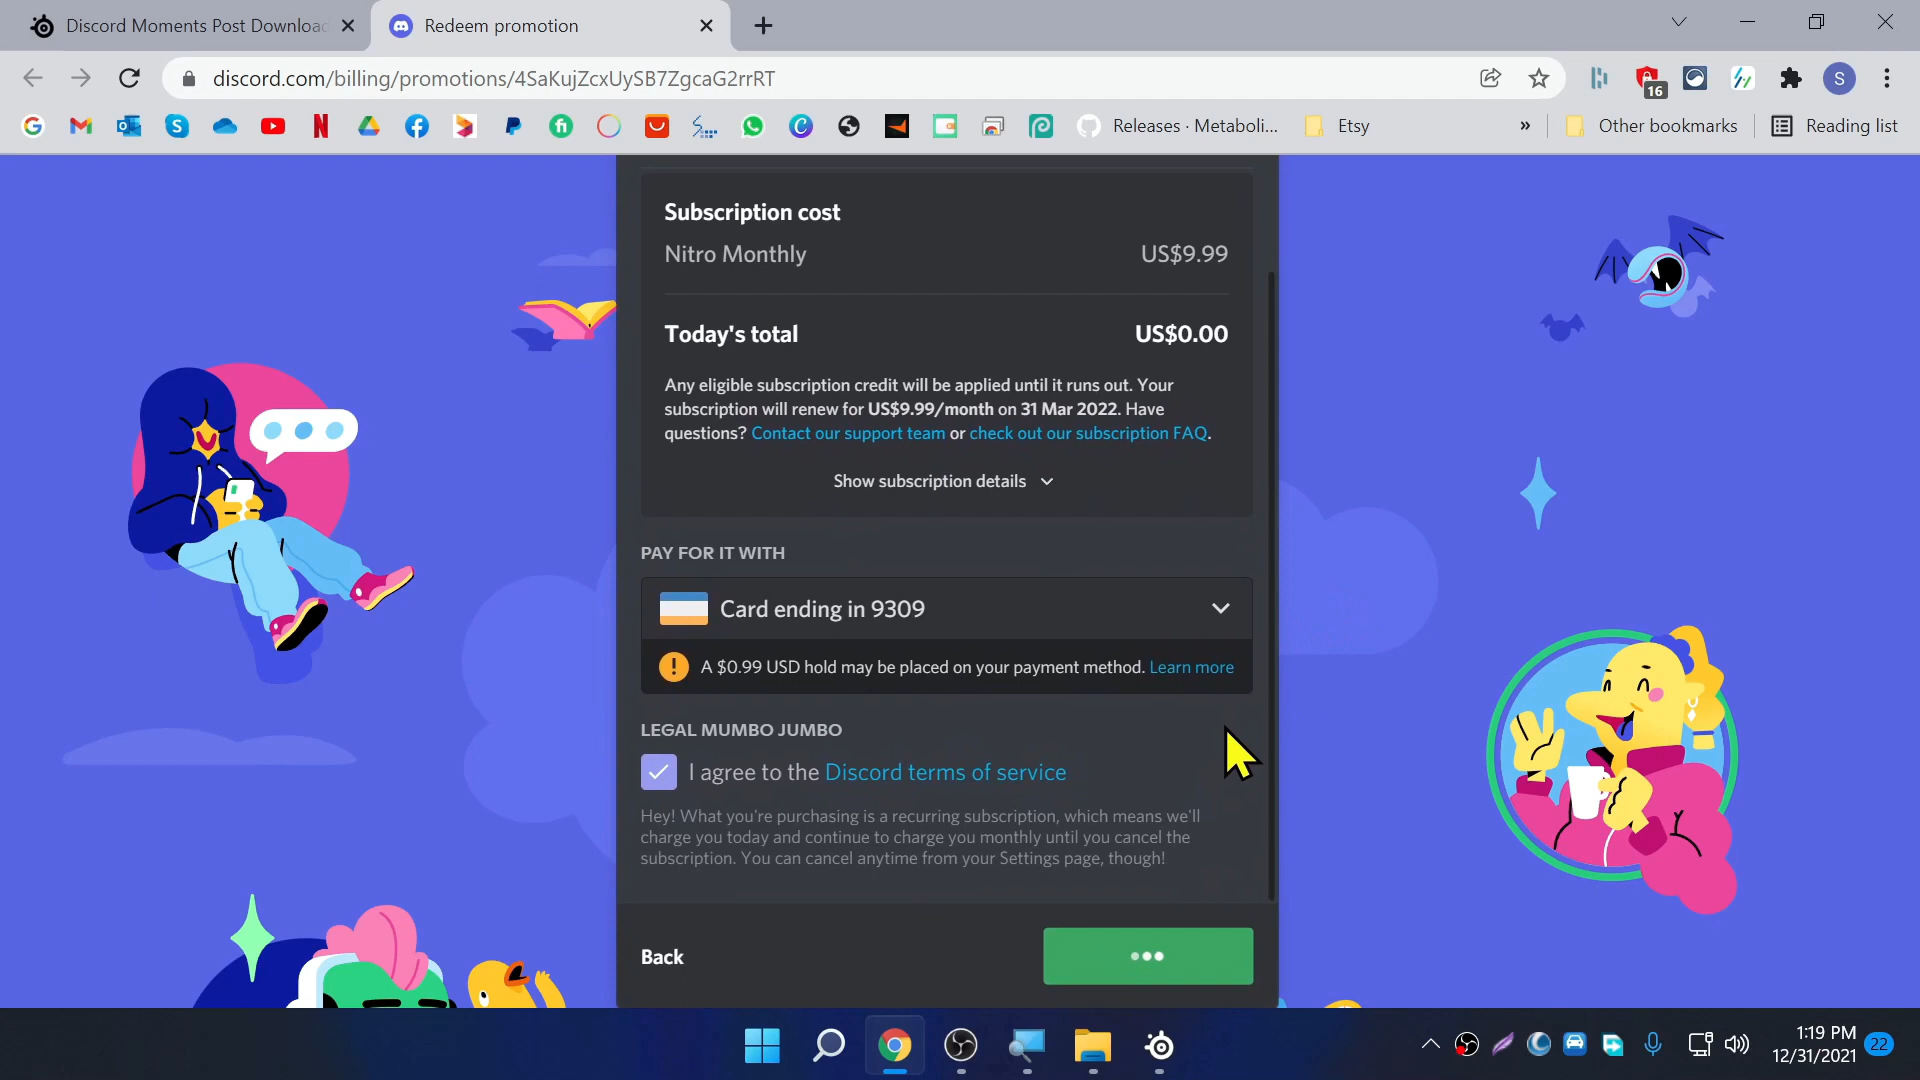 Discord Moments Post Downloa
Redeem promotion
discord.com/billing/promotions/4SaKujZcxUySB7ZgcaG2rrRT
16
S
Releases · Metaboli...
Etsy
»
Other bookmarks
Reading list
Subscription cost
Nitro Monthly
US$9.99
Today's total
US$0.00
Any eligible subscription credit will be applied until it runs out. Your
subscription will renew for US$9.99/month on 31 Mar 2022. Have
questions? Contact our support team or check out our subscription FAQ.
Show subscription details
PAY FOR IT WITH
Card ending in 9309
A $0.99 USD hold may be placed on your payment method. Learn more
LEGAL MUMBO JUMBO
I agree to the Discord terms of service
Hey! What you're purchasing is a recurring subscription, which means we'll
charge you today and continue to charge you monthly until you cancel the
subscription. You can cancel anytime from your Settings page, though!
Back
1:19 PM
12/31/2021
22